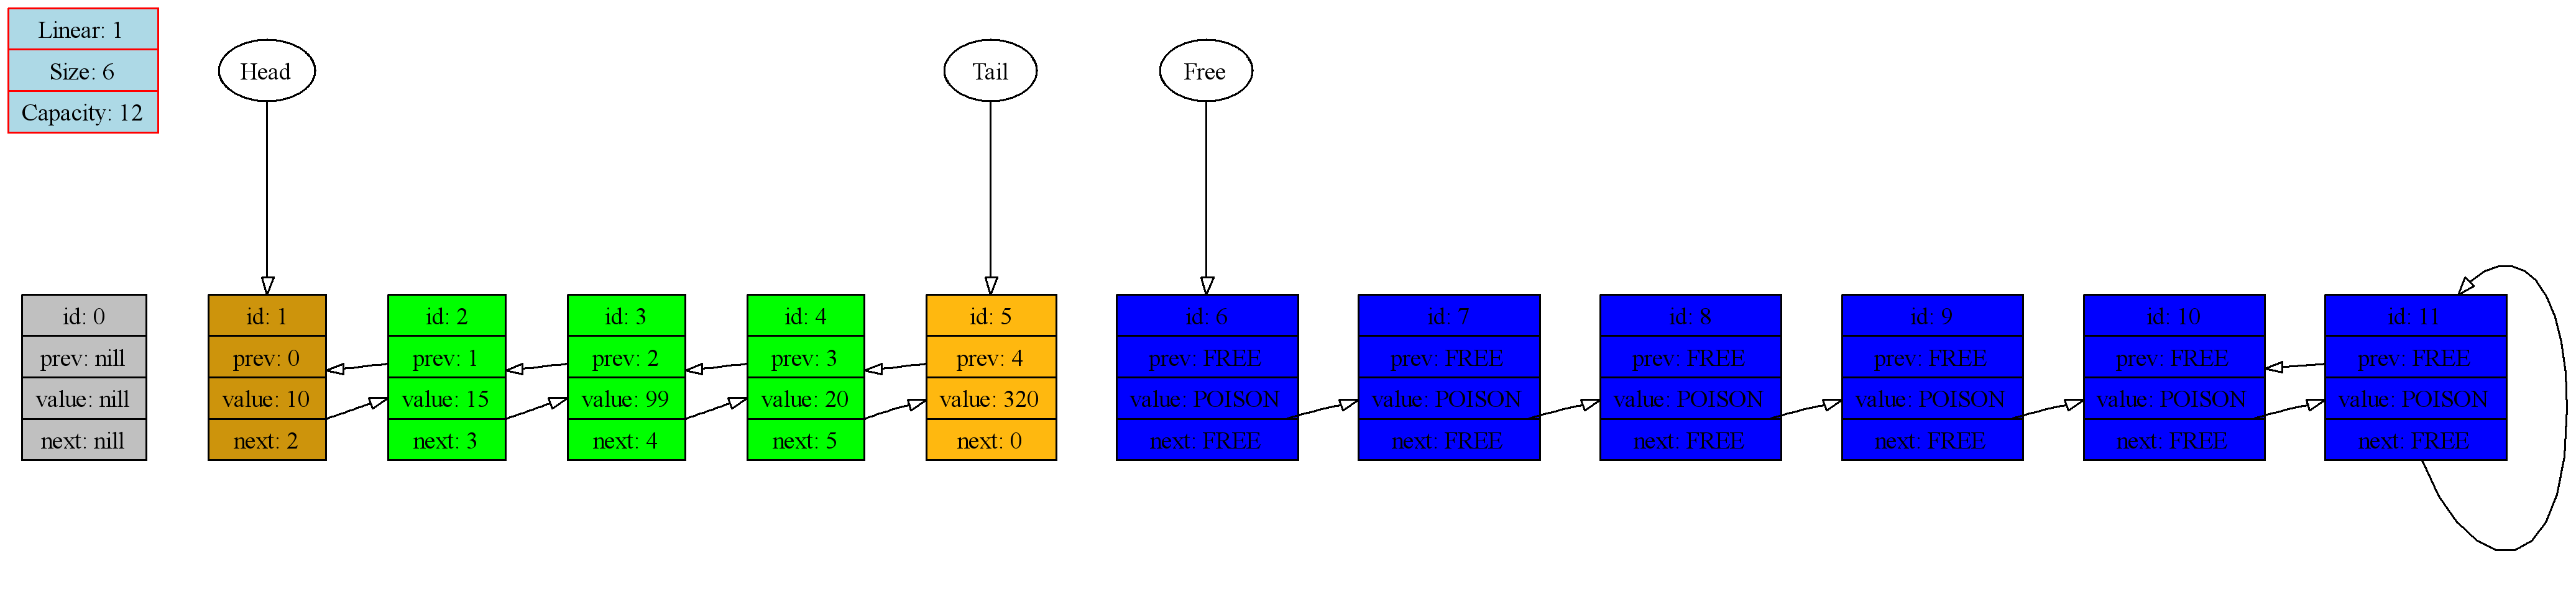 Linear: 1
Size: 6
Capacity: 12
Head
Tail
Free
id: 0
prev: nill
value: nill
next: nill
id: 1
prev: 0
value: 10
next: 2
id: 2
prev: 1
value: 15
next: 3
id: 3
prev: 2
value: 99
next: 4
id: 4
prev: 3
value: 20
next: 5
id: 5
prev: 4
value: 320
next: 0
id: 6
prev: FREE
value: POISON
next: FREE
id: 7
prev: FREE
value: POISON
next: FREE
id: 8
prev: FREE
value: POISON
next: FREE
id: 9
prev: FREE
value: POISON
next: FREE
id: 10
prev: FREE
value: POISON
next: FREE
id: 11
prev: FREE
value: POISON
next: FREE